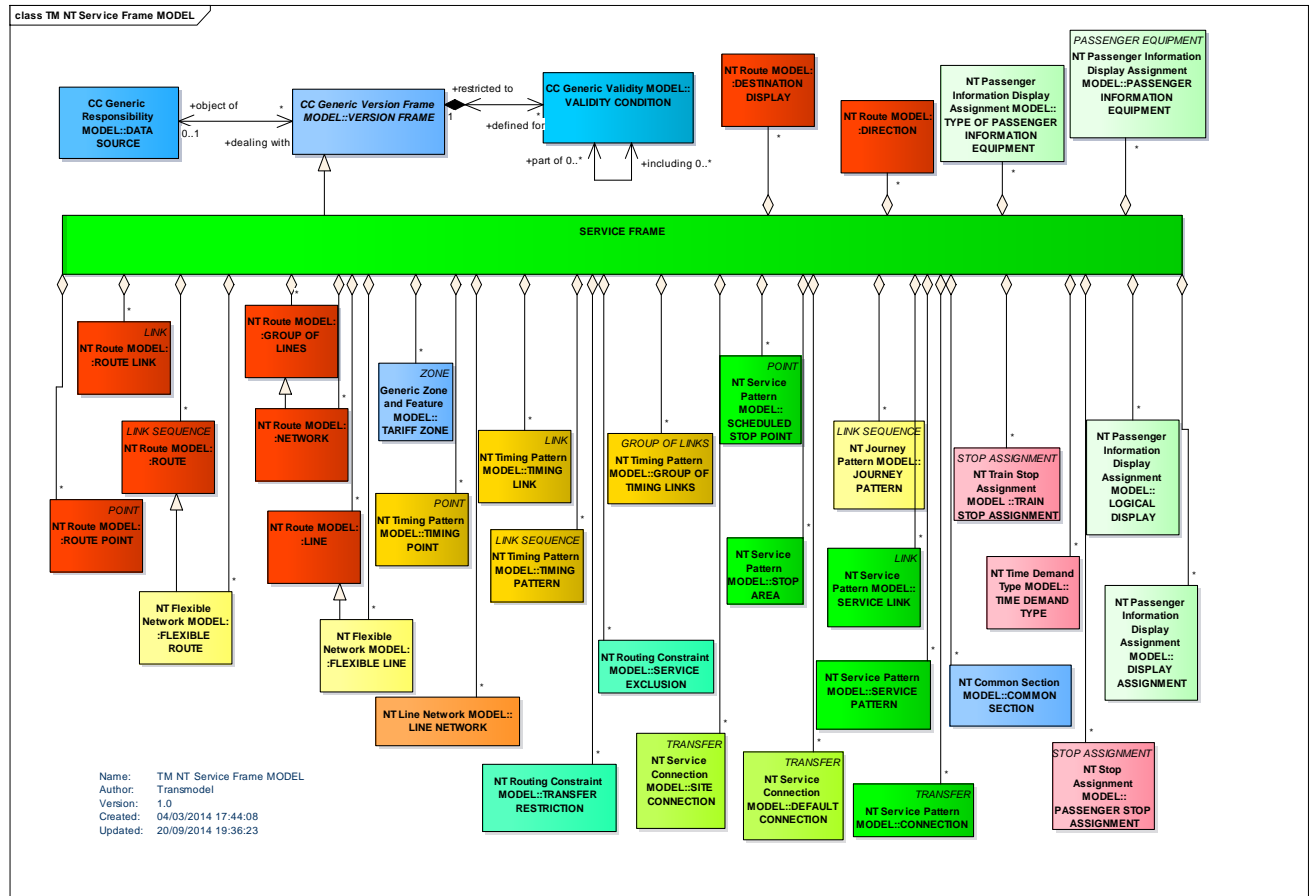 class TM NT Service Frame MODEL
CC Generic
Responsibility
MODEL::DATA
SOURCE
+object of
0..1
+dealing with
*
CC Generic Version Frame
MODEL::VERSION FRAME
+restricted to
1
*
+defined for
CC Generic Validity MODEL::
VALIDITY CONDITION
+part of 0..*
+including 0..*
NT Route MODEL:
:DESTINATION
DISPLAY
*
NT Route MODEL:
:DIRECTION
*
NT Passenger
Information Display
Assignment MODEL::
TYPE OF PASSENGER
INFORMATION
EQUIPMENT
*
PASSENGER EQUIPMENT
NT Passenger Information
Display Assignment
MODEL::PASSENGER
INFORMATION
EQUIPMENT
*
SERVICE FRAME
*
LINK
NT Route MODEL:
:ROUTE LINK
*
LINK SEQUENCE
NT Route MODEL:
:ROUTE
*
POINT
NT Route MODEL:
:ROUTE POINT
*
NT Flexible
Network MODEL:
:FLEXIBLE
ROUTE
*
NT Route MODEL:
:GROUP OF
LINES
*
NT Route MODEL:
:NETWORK
*
NT Route MODEL:
:LINE
*
NT Flexible
Network MODEL:
:FLEXIBLE LINE
*
ZONE
Generic Zone
and Feature
MODEL::
TARIFF ZONE
*
POINT
NT Timing Pattern
MODEL::TIMING
POINT
*
NT Line Network MODEL::
LINE NETWORK
*
LINK
NT Timing Pattern
MODEL::TIMING
LINK
*
LINK SEQUENCE
NT Timing Pattern
MODEL::TIMING
PATTERN
*
NT Routing Constraint
MODEL::TRANSFER
RESTRICTION
*
NT Routing Constraint
MODEL::SERVICE
EXCLUSION
*
GROUP OF LINKS
NT Timing Pattern
MODEL::GROUP OF
TIMING LINKS
*
TRANSFER
NT Service
Connection
MODEL::SITE
CONNECTION
*
POINT
NT Service
Pattern
MODEL::
SCHEDULED
STOP POINT
*
NT Service
Pattern
MODEL::STOP
AREA
*
TRANSFER
NT Service
Connection
MODEL::DEFAULT
CONNECTION
*
LINK SEQUENCE
NT Journey
Pattern MODEL::
JOURNEY
PATTERN
*
LINK
NT Service
Pattern MODEL::
SERVICE LINK
*
NT Service Pattern
MODEL::SERVICE
PATTERN
*
TRANSFER
NT Service Pattern
MODEL::CONNECTION
*
NT Common Section
MODEL::COMMON
SECTION
*
STOP ASSIGNMENT
NT Train Stop
Assignment
MODEL ::TRAIN
STOP ASSIGNMENT
*
NT Time Demand
Type MODEL::
TIME DEMAND
TYPE
*
STOP ASSIGNMENT
NT Stop
Assignment
MODEL::
PASSENGER STOP
ASSIGNMENT
*
NT Passenger
Information
Display
Assignment
MODEL::
LOGICAL
DISPLAY
*
NT Passenger
Information
Display
Assignment
MODEL::
DISPLAY
ASSIGNMENT
Name: TM NT Service Frame MODEL
Author: Transmodel
Version: 1.0
Created: 04/03/2014 17:44:08
Updated: 20/09/2014 19:36:23